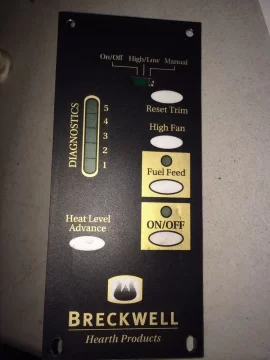 On/Off High/Low Manual
Reset Trim
High Fan
DIAGNOSTICS
5
4
3
2
1
Fuel Feed
Heat Level
Advance
ON/OFF
BRECKWELL
Hearth Products